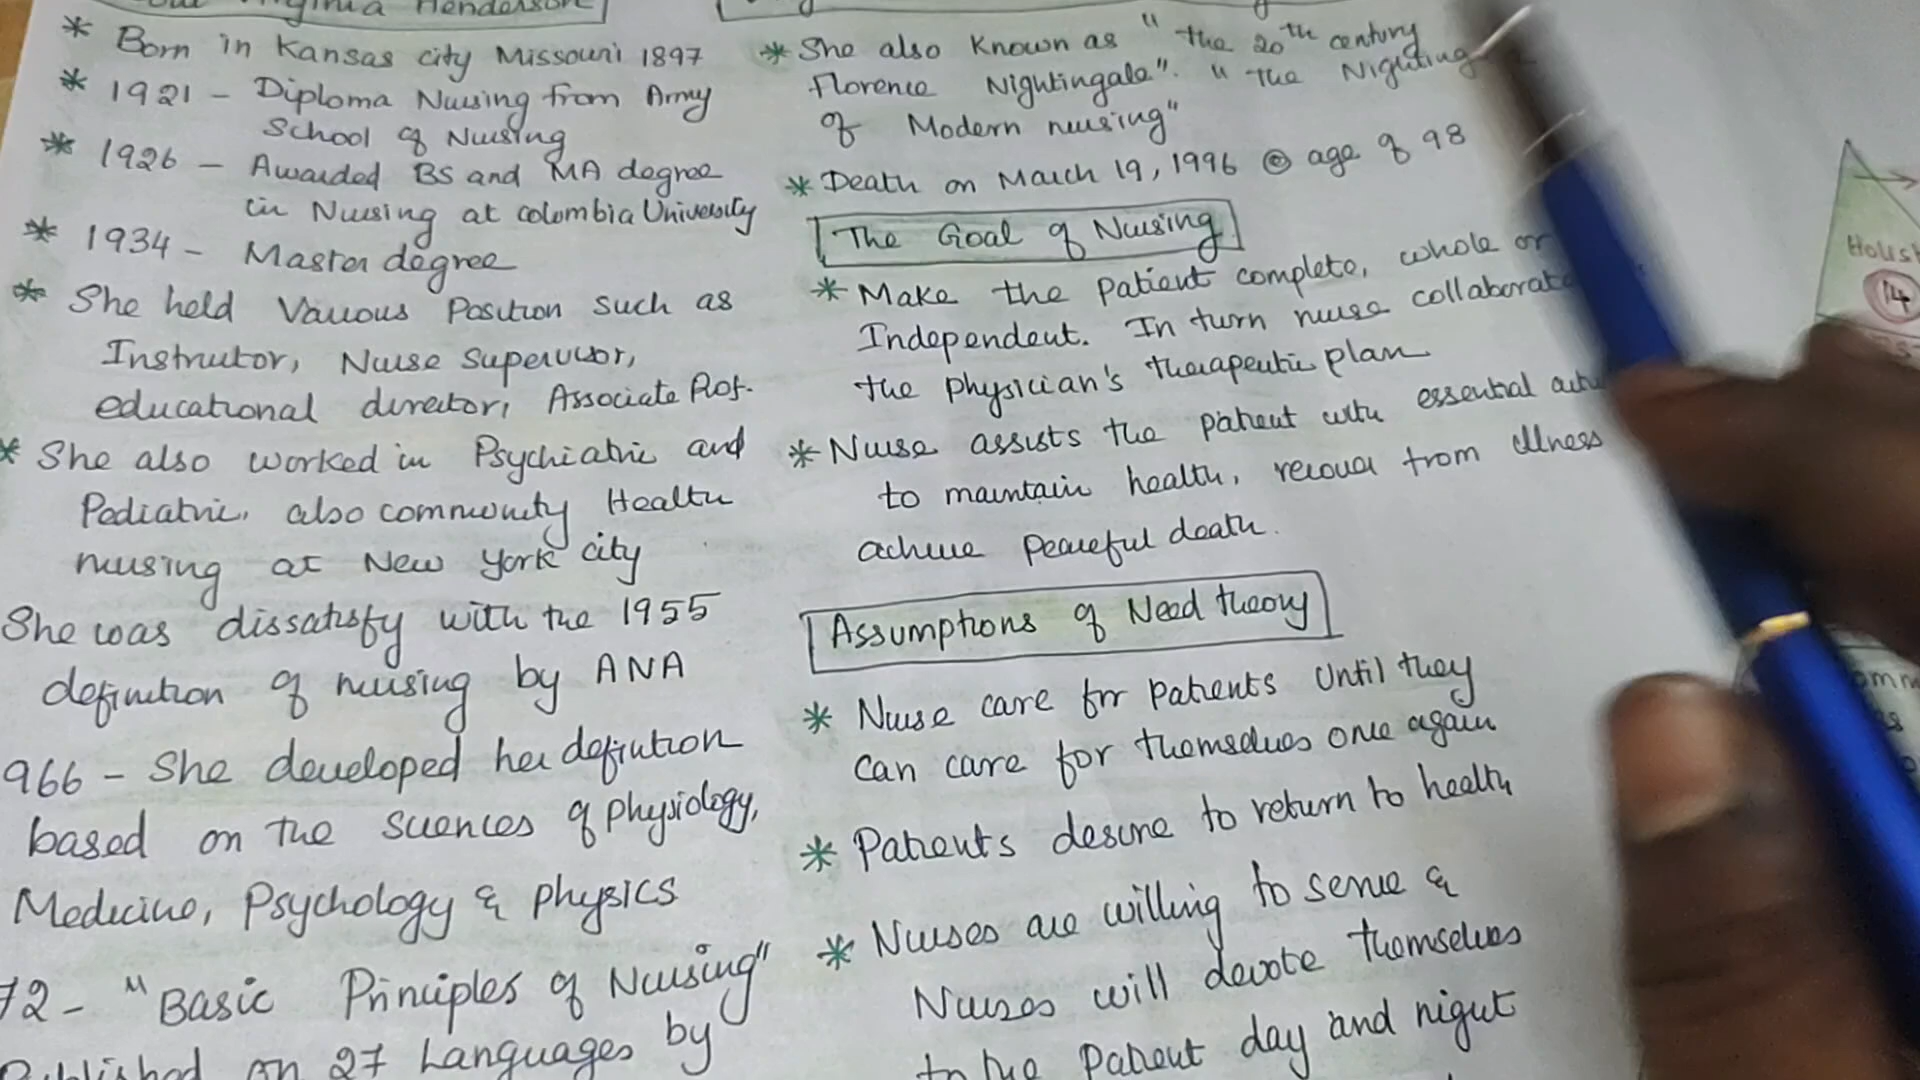 Virginia Henderson
* Born in Kansas city Missouri 1897
* 1921 - Diploma Nursing from Army
School of Nursing
* 1926 - Awarded BS and MA degree
in Nursing at colombia University
* 1934 - Master degree
* She held Various Position such as
Instrutor, Nurse supervisor,
educational director, Associate Prof.
* She also worked in Psychiatric and
Pediatric, also community Health
nursing at New York city
She was dissatisfy with the 1955
definition of nursing by ANA
966 - She developed her definition
based on the sciences of physiology,
Medicine, Psychology & physics
72 - "Basic Principles of Nursing"
Published on 27 Languages by
* She also known as "the 20th century
Florence Nightingale". "The Nighting
of Modern nursing"
* Death on March 19, 1996 @ age of 98
The Goal of Nursing
* Make the patient complete, whole or
Independent. In turn nurse collaborate
the physician's therapeutic plan
* Nurse assists the patient with essential
to maintain health, recover from illness
achieve peaceful death.
Assumptions of Need theory
* Nurse care for patients Until they
can care for themselves once again
* Patients desire to return to health
* Nurses are willing to serve &
Nurses will devote themselves
to the patient day and night
14